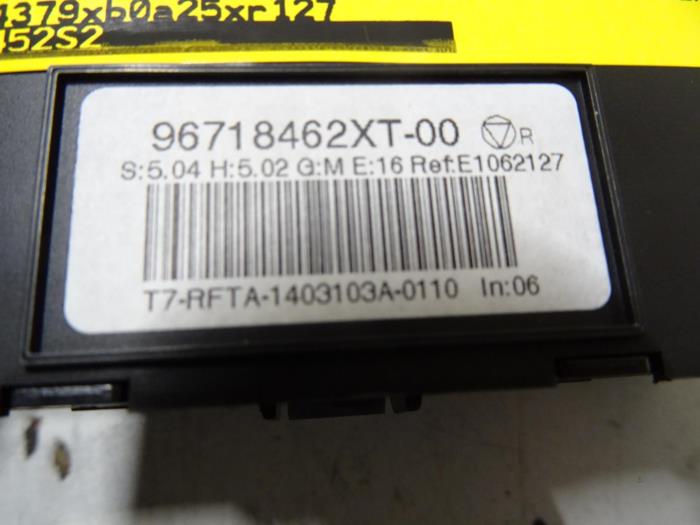 4379xb0a25xr127
452S2
96718462XT-00 R
S:5.04 H:5.02 G:M E:16 Ref:E1062127
T7-RFTA-1403103A-0110 In:06